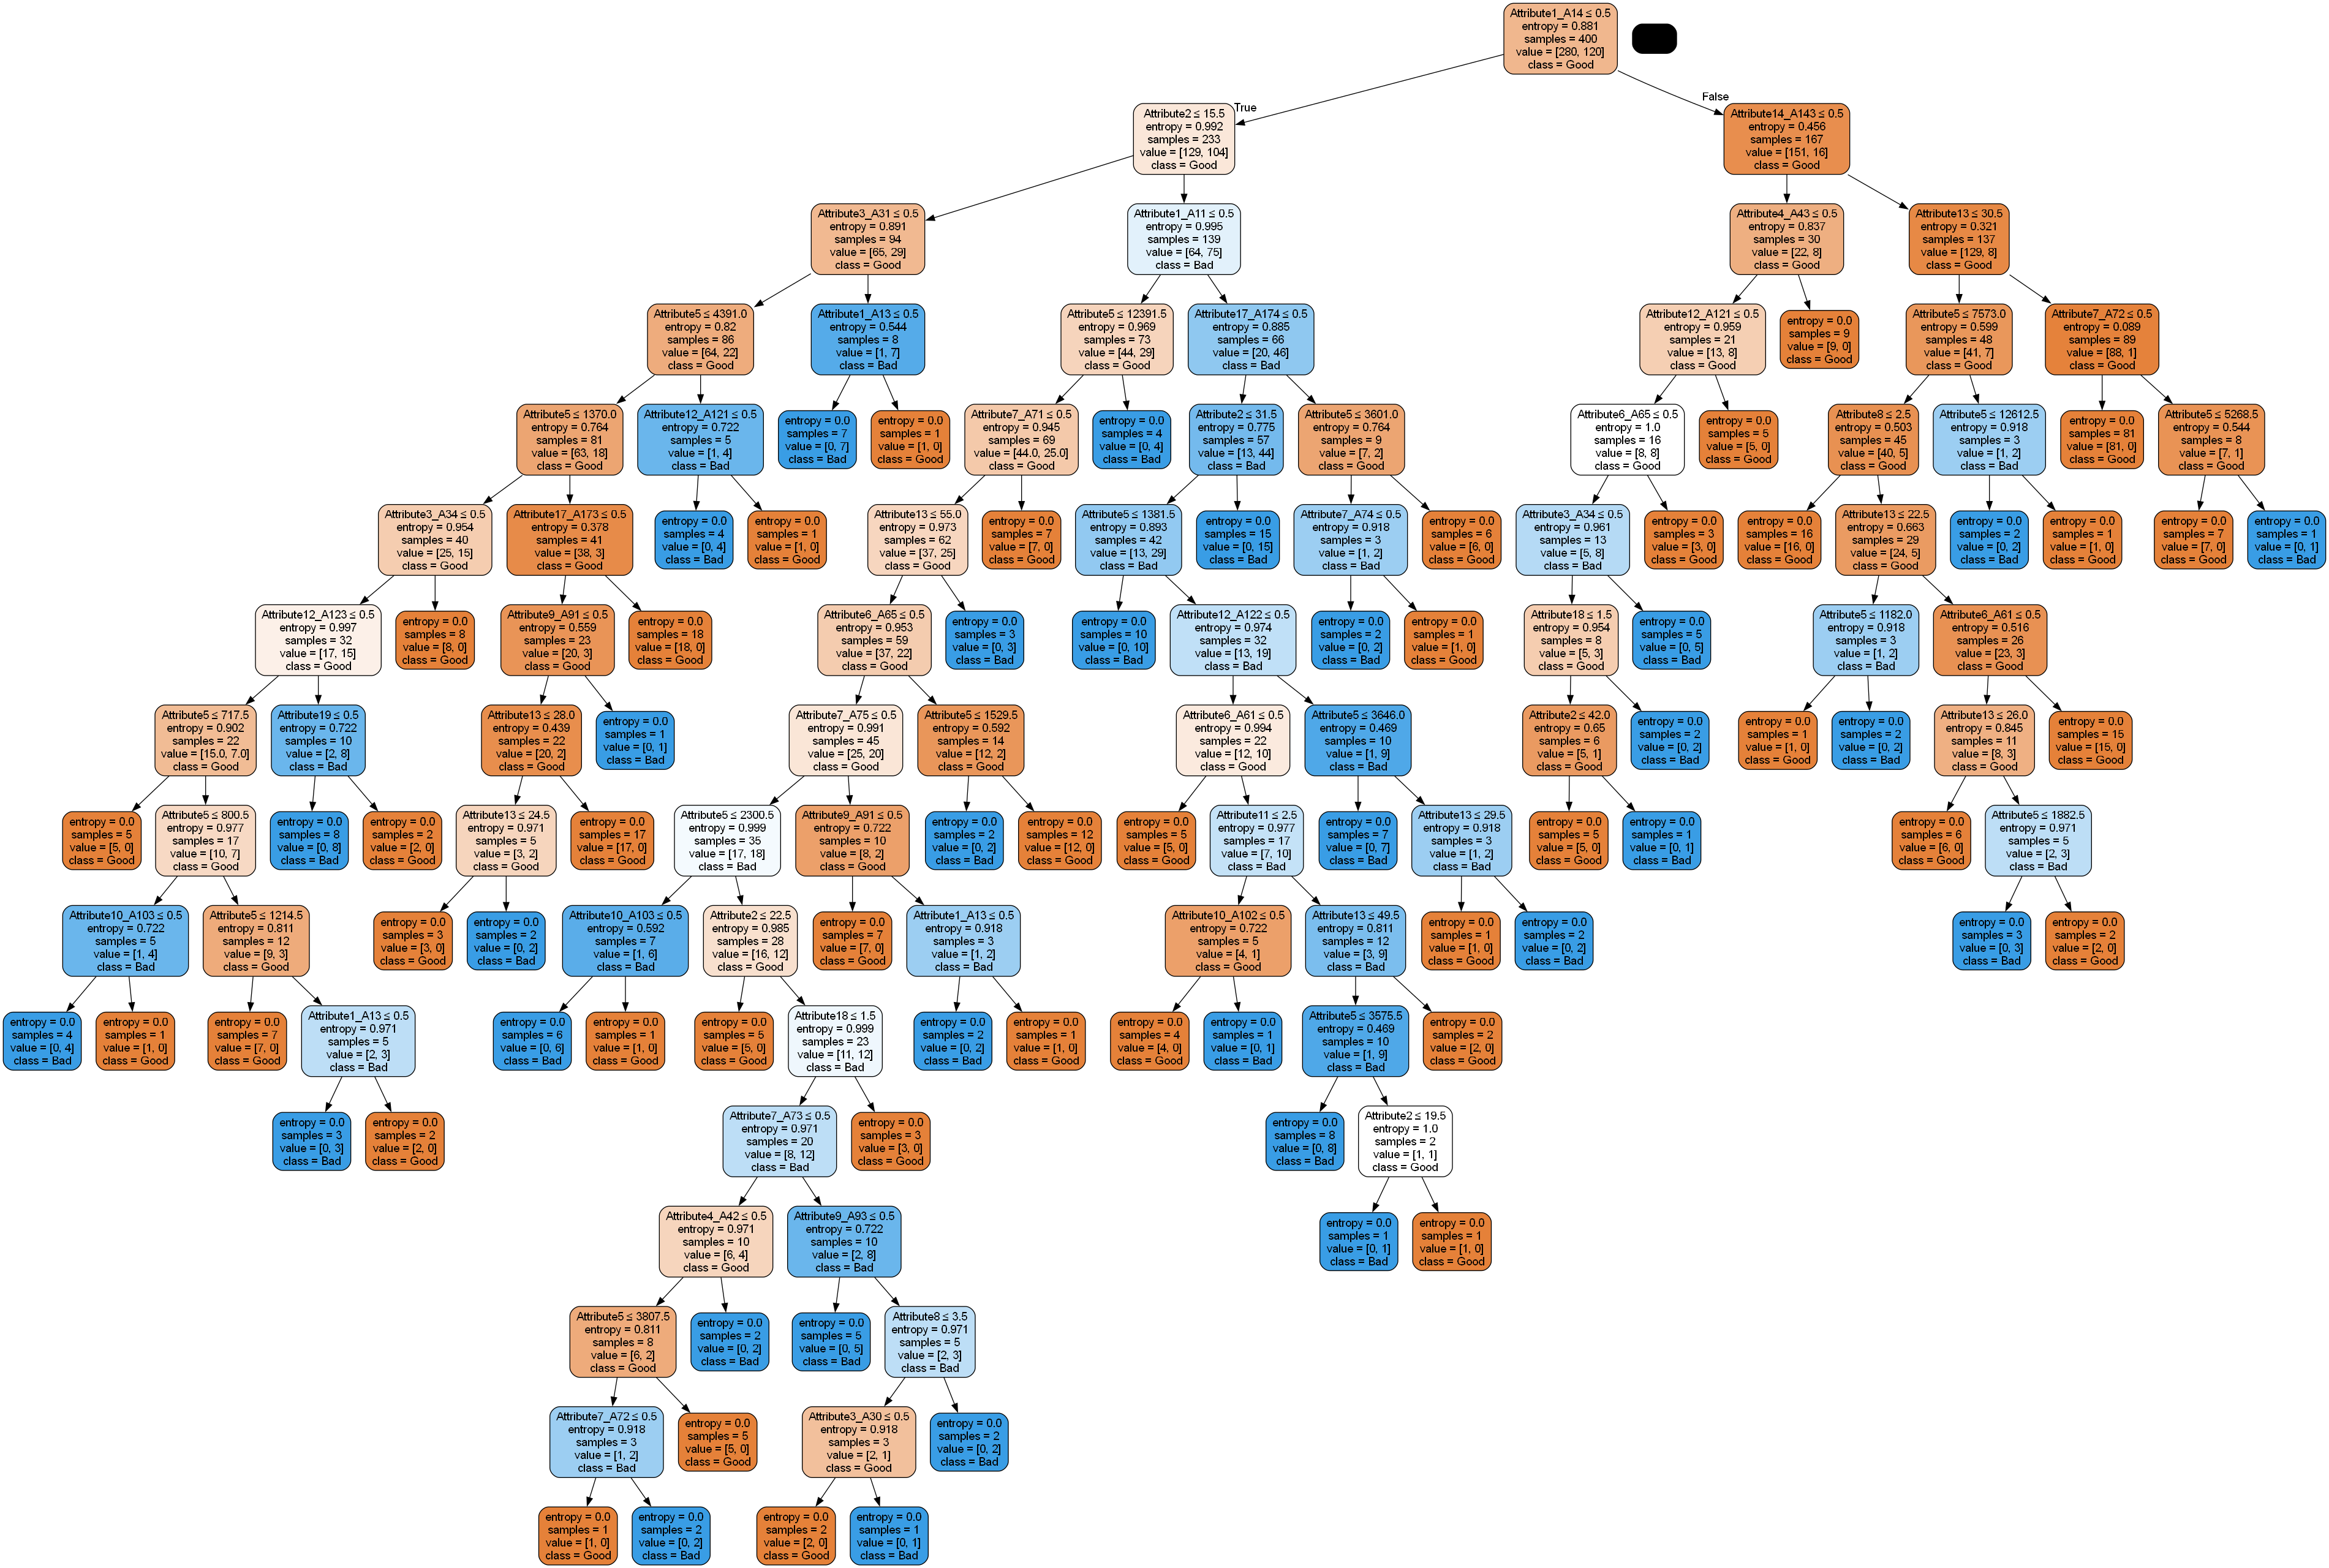 Attribute1_A14 ≤ 0.5
entropy = 0.881
samples = 400
value = [280, 120]
class = Good
True
False
Attribute2 ≤ 15.5
entropy = 0.992
samples = 233
value = [129, 104]
class = Good
Attribute14_A143 ≤ 0.5
entropy = 0.456
samples = 167
value = [151, 16]
class = Good
Attribute3_A31 ≤ 0.5
entropy = 0.891
samples = 94
value = [65, 29]
class = Good
Attribute1_A11 ≤ 0.5
entropy = 0.995
samples = 139
value = [64, 75]
class = Bad
Attribute4_A43 ≤ 0.5
entropy = 0.837
samples = 30
value = [22, 8]
class = Good
Attribute13 ≤ 30.5
entropy = 0.321
samples = 137
value = [129, 8]
class = Good
Attribute5 ≤ 4391.0
entropy = 0.82
samples = 86
value = [64, 22]
class = Good
Attribute1_A13 ≤ 0.5
entropy = 0.544
samples = 8
value = [1, 7]
class = Bad
Attribute5 ≤ 12391.5
entropy = 0.969
samples = 73
value = [44, 29]
class = Good
Attribute17_A174 ≤ 0.5
entropy = 0.885
samples = 66
value = [20, 46]
class = Bad
Attribute12_A121 ≤ 0.5
entropy = 0.959
samples = 21
value = [13, 8]
class = Good
entropy = 0.0
samples = 9
value = [9, 0]
class = Good
Attribute5 ≤ 7573.0
entropy = 0.599
samples = 48
value = [41, 7]
class = Good
Attribute7_A72 ≤ 0.5
entropy = 0.089
samples = 89
value = [88, 1]
class = Good
Attribute5 ≤ 1370.0
entropy = 0.764
samples = 81
value = [63, 18]
class = Good
Attribute12_A121 ≤ 0.5
entropy = 0.722
samples = 5
value = [1, 4]
class = Bad
entropy = 0.0
samples = 7
value = [0, 7]
class = Bad
entropy = 0.0
samples = 1
value = [1, 0]
class = Good
Attribute7_A71 ≤ 0.5
entropy = 0.945
samples = 69
value = [44.0, 25.0]
class = Good
entropy = 0.0
samples = 4
value = [0, 4]
class = Bad
Attribute2 ≤ 31.5
entropy = 0.775
samples = 57
value = [13, 44]
class = Bad
Attribute5 ≤ 3601.0
entropy = 0.764
samples = 9
value = [7, 2]
class = Good
Attribute6_A65 ≤ 0.5
entropy = 1.0
samples = 16
value = [8, 8]
class = Good
entropy = 0.0
samples = 5
value = [5, 0]
class = Good
Attribute8 ≤ 2.5
entropy = 0.503
samples = 45
value = [40, 5]
class = Good
Attribute5 ≤ 12612.5
entropy = 0.918
samples = 3
value = [1, 2]
class = Bad
entropy = 0.0
samples = 81
value = [81, 0]
class = Good
Attribute5 ≤ 5268.5
entropy = 0.544
samples = 8
value = [7, 1]
class = Good
Attribute3_A34 ≤ 0.5
entropy = 0.954
samples = 40
value = [25, 15]
class = Good
Attribute17_A173 ≤ 0.5
entropy = 0.378
samples = 41
value = [38, 3]
class = Good
entropy = 0.0
samples = 4
value = [0, 4]
class = Bad
entropy = 0.0
samples = 1
value = [1, 0]
class = Good
Attribute13 ≤ 55.0
entropy = 0.973
samples = 62
value = [37, 25]
class = Good
entropy = 0.0
samples = 7
value = [7, 0]
class = Good
Attribute5 ≤ 1381.5
entropy = 0.893
samples = 42
value = [13, 29]
class = Bad
entropy = 0.0
samples = 15
value = [0, 15]
class = Bad
Attribute7_A74 ≤ 0.5
entropy = 0.918
samples = 3
value = [1, 2]
class = Bad
entropy = 0.0
samples = 6
value = [6, 0]
class = Good
Attribute3_A34 ≤ 0.5
entropy = 0.961
samples = 13
value = [5, 8]
class = Bad
entropy = 0.0
samples = 3
value = [3, 0]
class = Good
entropy = 0.0
samples = 16
value = [16, 0]
class = Good
Attribute13 ≤ 22.5
entropy = 0.663
samples = 29
value = [24, 5]
class = Good
entropy = 0.0
samples = 2
value = [0, 2]
class = Bad
entropy = 0.0
samples = 1
value = [1, 0]
class = Good
entropy = 0.0
samples = 7
value = [7, 0]
class = Good
entropy = 0.0
samples = 1
value = [0, 1]
class = Bad
Attribute12_A123 ≤ 0.5
entropy = 0.997
samples = 32
value = [17, 15]
class = Good
entropy = 0.0
samples = 8
value = [8, 0]
class = Good
Attribute9_A91 ≤ 0.5
entropy = 0.559
samples = 23
value = [20, 3]
class = Good
entropy = 0.0
samples = 18
value = [18, 0]
class = Good
Attribute6_A65 ≤ 0.5
entropy = 0.953
samples = 59
value = [37, 22]
class = Good
entropy = 0.0
samples = 3
value = [0, 3]
class = Bad
entropy = 0.0
samples = 10
value = [0, 10]
class = Bad
Attribute12_A122 ≤ 0.5
entropy = 0.974
samples = 32
value = [13, 19]
class = Bad
entropy = 0.0
samples = 2
value = [0, 2]
class = Bad
entropy = 0.0
samples = 1
value = [1, 0]
class = Good
Attribute18 ≤ 1.5
entropy = 0.954
samples = 8
value = [5, 3]
class = Good
entropy = 0.0
samples = 5
value = [0, 5]
class = Bad
Attribute5 ≤ 1182.0
entropy = 0.918
samples = 3
value = [1, 2]
class = Bad
Attribute6_A61 ≤ 0.5
entropy = 0.516
samples = 26
value = [23, 3]
class = Good
Attribute5 ≤ 717.5
entropy = 0.902
samples = 22
value = [15.0, 7.0]
class = Good
Attribute19 ≤ 0.5
entropy = 0.722
samples = 10
value = [2, 8]
class = Bad
Attribute13 ≤ 28.0
entropy = 0.439
samples = 22
value = [20, 2]
class = Good
entropy = 0.0
samples = 1
value = [0, 1]
class = Bad
Attribute7_A75 ≤ 0.5
entropy = 0.991
samples = 45
value = [25, 20]
class = Good
Attribute5 ≤ 1529.5
entropy = 0.592
samples = 14
value = [12, 2]
class = Good
Attribute6_A61 ≤ 0.5
entropy = 0.994
samples = 22
value = [12, 10]
class = Good
Attribute5 ≤ 3646.0
entropy = 0.469
samples = 10
value = [1, 9]
class = Bad
Attribute2 ≤ 42.0
entropy = 0.65
samples = 6
value = [5, 1]
class = Good
entropy = 0.0
samples = 2
value = [0, 2]
class = Bad
entropy = 0.0
samples = 1
value = [1, 0]
class = Good
entropy = 0.0
samples = 2
value = [0, 2]
class = Bad
Attribute13 ≤ 26.0
entropy = 0.845
samples = 11
value = [8, 3]
class = Good
entropy = 0.0
samples = 15
value = [15, 0]
class = Good
entropy = 0.0
samples = 5
value = [5, 0]
class = Good
Attribute5 ≤ 800.5
entropy = 0.977
samples = 17
value = [10, 7]
class = Good
entropy = 0.0
samples = 8
value = [0, 8]
class = Bad
entropy = 0.0
samples = 2
value = [2, 0]
class = Good
Attribute13 ≤ 24.5
entropy = 0.971
samples = 5
value = [3, 2]
class = Good
entropy = 0.0
samples = 17
value = [17, 0]
class = Good
Attribute5 ≤ 2300.5
entropy = 0.999
samples = 35
value = [17, 18]
class = Bad
Attribute9_A91 ≤ 0.5
entropy = 0.722
samples = 10
value = [8, 2]
class = Good
entropy = 0.0
samples = 2
value = [0, 2]
class = Bad
entropy = 0.0
samples = 12
value = [12, 0]
class = Good
entropy = 0.0
samples = 5
value = [5, 0]
class = Good
Attribute11 ≤ 2.5
entropy = 0.977
samples = 17
value = [7, 10]
class = Bad
entropy = 0.0
samples = 7
value = [0, 7]
class = Bad
Attribute13 ≤ 29.5
entropy = 0.918
samples = 3
value = [1, 2]
class = Bad
entropy = 0.0
samples = 5
value = [5, 0]
class = Good
entropy = 0.0
samples = 1
value = [0, 1]
class = Bad
entropy = 0.0
samples = 6
value = [6, 0]
class = Good
Attribute5 ≤ 1882.5
entropy = 0.971
samples = 5
value = [2, 3]
class = Bad
Attribute10_A103 ≤ 0.5
entropy = 0.722
samples = 5
value = [1, 4]
class = Bad
Attribute5 ≤ 1214.5
entropy = 0.811
samples = 12
value = [9, 3]
class = Good
entropy = 0.0
samples = 3
value = [3, 0]
class = Good
entropy = 0.0
samples = 2
value = [0, 2]
class = Bad
Attribute10_A103 ≤ 0.5
entropy = 0.592
samples = 7
value = [1, 6]
class = Bad
Attribute2 ≤ 22.5
entropy = 0.985
samples = 28
value = [16, 12]
class = Good
entropy = 0.0
samples = 7
value = [7, 0]
class = Good
Attribute1_A13 ≤ 0.5
entropy = 0.918
samples = 3
value = [1, 2]
class = Bad
Attribute10_A102 ≤ 0.5
entropy = 0.722
samples = 5
value = [4, 1]
class = Good
Attribute13 ≤ 49.5
entropy = 0.811
samples = 12
value = [3, 9]
class = Bad
entropy = 0.0
samples = 1
value = [1, 0]
class = Good
entropy = 0.0
samples = 2
value = [0, 2]
class = Bad
entropy = 0.0
samples = 3
value = [0, 3]
class = Bad
entropy = 0.0
samples = 2
value = [2, 0]
class = Good
entropy = 0.0
samples = 4
value = [0, 4]
class = Bad
entropy = 0.0
samples = 1
value = [1, 0]
class = Good
entropy = 0.0
samples = 7
value = [7, 0]
class = Good
Attribute1_A13 ≤ 0.5
entropy = 0.971
samples = 5
value = [2, 3]
class = Bad
entropy = 0.0
samples = 6
value = [0, 6]
class = Bad
entropy = 0.0
samples = 1
value = [1, 0]
class = Good
entropy = 0.0
samples = 5
value = [5, 0]
class = Good
Attribute18 ≤ 1.5
entropy = 0.999
samples = 23
value = [11, 12]
class = Bad
entropy = 0.0
samples = 2
value = [0, 2]
class = Bad
entropy = 0.0
samples = 1
value = [1, 0]
class = Good
entropy = 0.0
samples = 4
value = [4, 0]
class = Good
entropy = 0.0
samples = 1
value = [0, 1]
class = Bad
Attribute5 ≤ 3575.5
entropy = 0.469
samples = 10
value = [1, 9]
class = Bad
entropy = 0.0
samples = 2
value = [2, 0]
class = Good
entropy = 0.0
samples = 3
value = [0, 3]
class = Bad
entropy = 0.0
samples = 2
value = [2, 0]
class = Good
Attribute7_A73 ≤ 0.5
entropy = 0.971
samples = 20
value = [8, 12]
class = Bad
entropy = 0.0
samples = 3
value = [3, 0]
class = Good
entropy = 0.0
samples = 8
value = [0, 8]
class = Bad
Attribute2 ≤ 19.5
entropy = 1.0
samples = 2
value = [1, 1]
class = Good
Attribute4_A42 ≤ 0.5
entropy = 0.971
samples = 10
value = [6, 4]
class = Good
Attribute9_A93 ≤ 0.5
entropy = 0.722
samples = 10
value = [2, 8]
class = Bad
entropy = 0.0
samples = 1
value = [0, 1]
class = Bad
entropy = 0.0
samples = 1
value = [1, 0]
class = Good
Attribute5 ≤ 3807.5
entropy = 0.811
samples = 8
value = [6, 2]
class = Good
entropy = 0.0
samples = 2
value = [0, 2]
class = Bad
entropy = 0.0
samples = 5
value = [0, 5]
class = Bad
Attribute8 ≤ 3.5
entropy = 0.971
samples = 5
value = [2, 3]
class = Bad
Attribute7_A72 ≤ 0.5
entropy = 0.918
samples = 3
value = [1, 2]
class = Bad
entropy = 0.0
samples = 5
value = [5, 0]
class = Good
Attribute3_A30 ≤ 0.5
entropy = 0.918
samples = 3
value = [2, 1]
class = Good
entropy = 0.0
samples = 2
value = [0, 2]
class = Bad
entropy = 0.0
samples = 1
value = [1, 0]
class = Good
entropy = 0.0
samples = 2
value = [0, 2]
class = Bad
entropy = 0.0
samples = 2
value = [2, 0]
class = Good
entropy = 0.0
samples = 1
value = [0, 1]
class = Bad